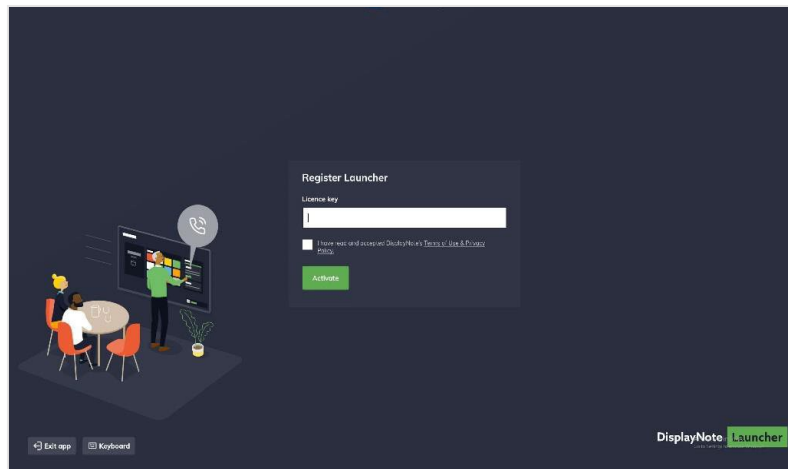 Register Launcher
Licence key
I have read and accepted DisplayNote's Terms of Use & Privacy
Policy.
Activate
Exit app
Keyboard
DisplayNote
Launcher